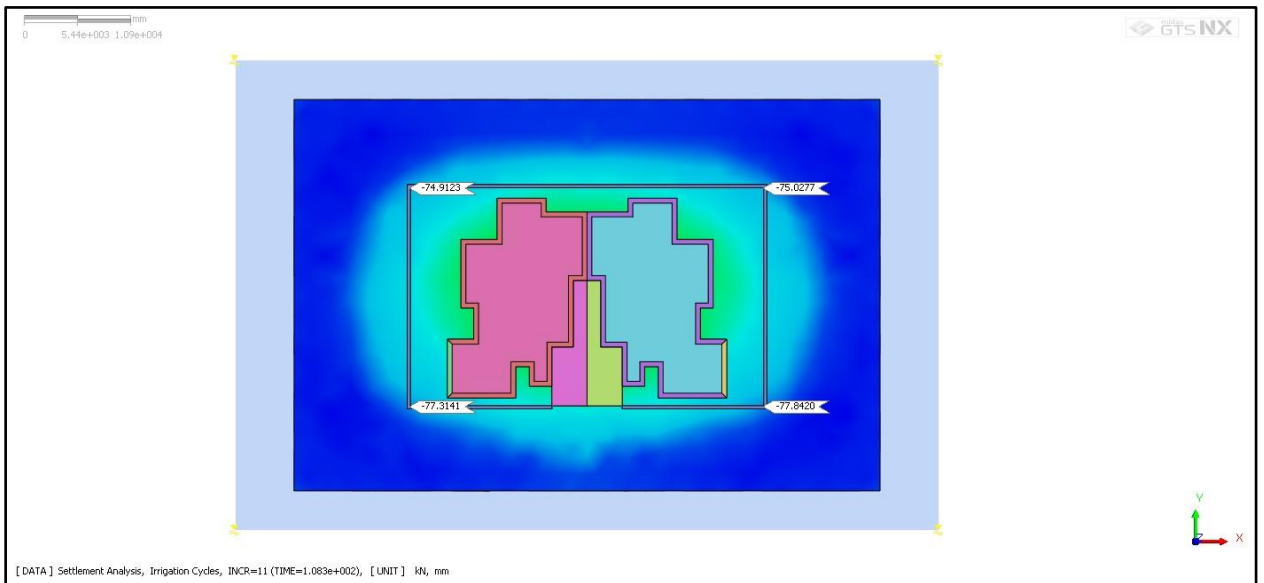 mm
0 5.44e+003 1.09e+004
midas
GTS NX
-74.9123 -75.0277
-77.3141 -77.8420
Y
Z X
[ DATA ] Settlement Analysis, Irrigation Cycles, INCR=11 (TIME=1.083e+002), [ UNIT ] kN, mm